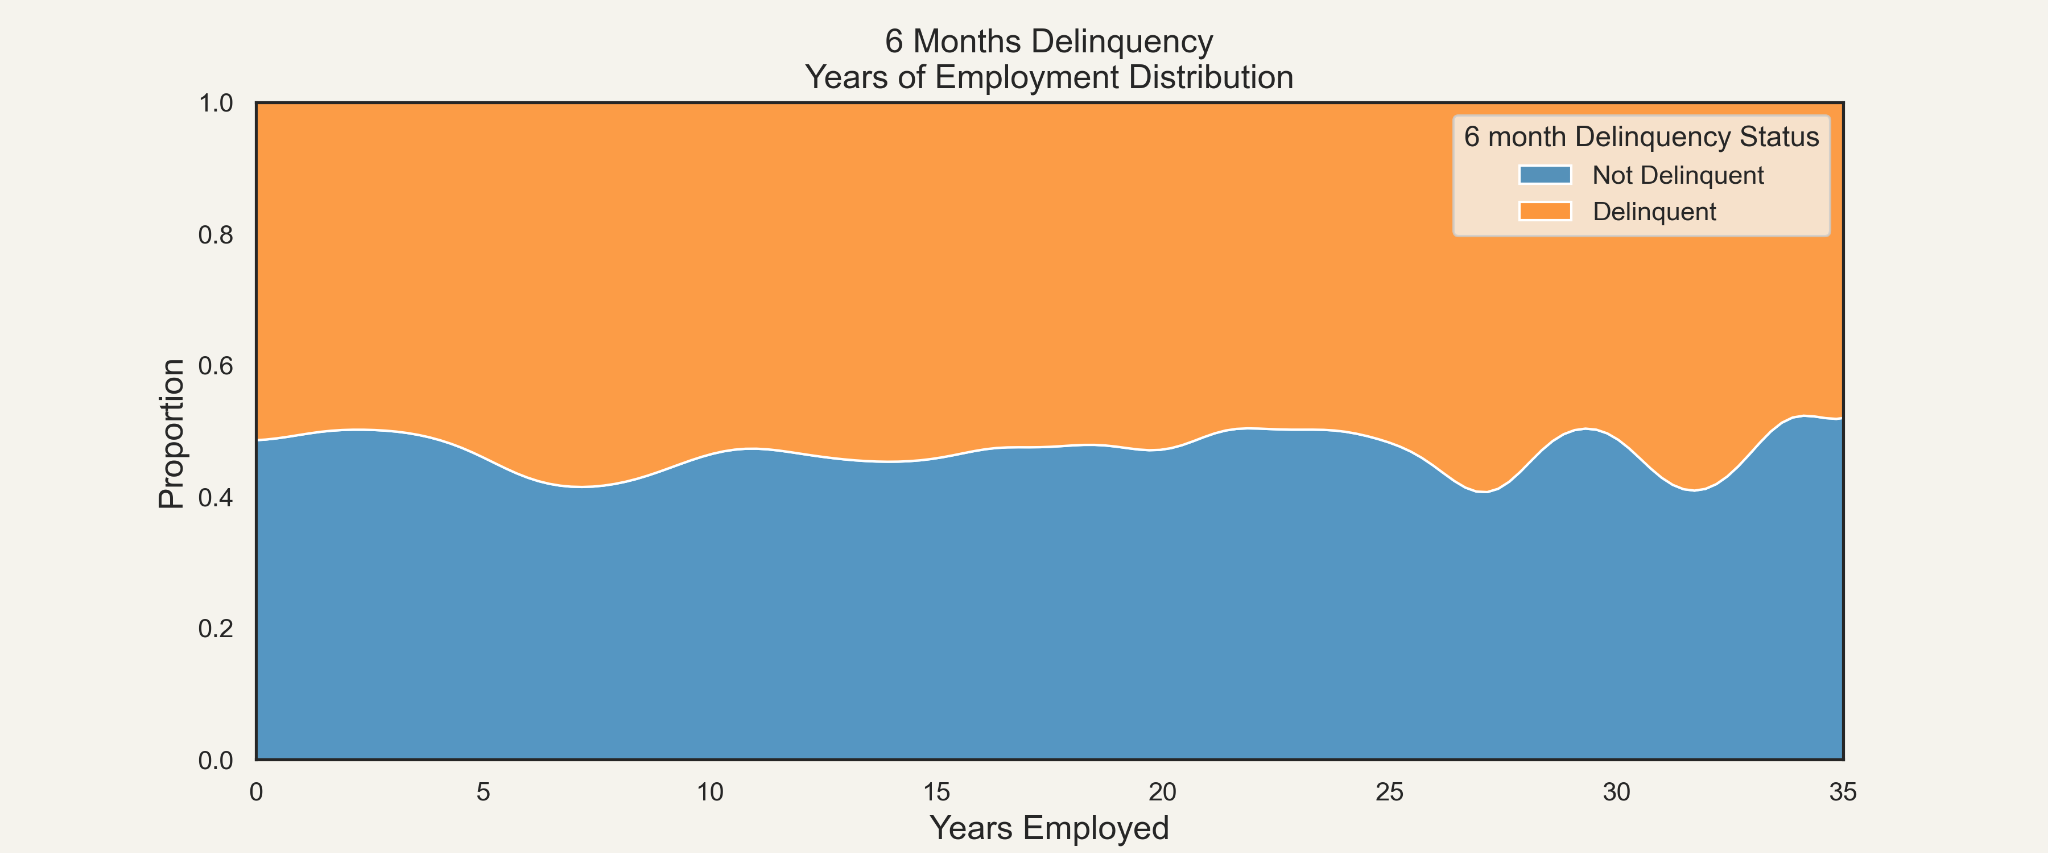 6 Months Delinquency
Years of Employment Distribution
1.0
0.8
0.6
0.4
0.2
0.0
Proportion
6 month Delinquency Status
Not Delinquent
Delinquent
0 5 10 15 20 25 30 35
Years Employed